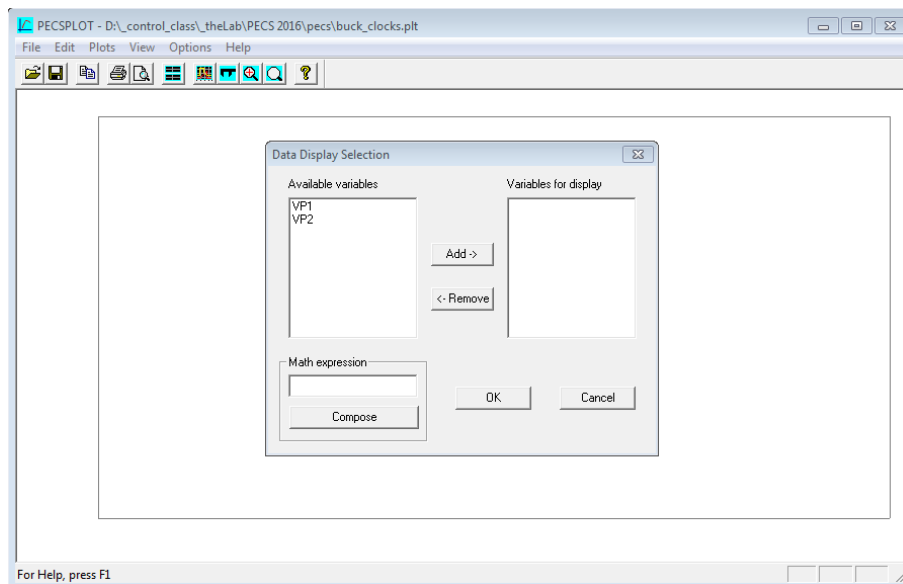 PECSPLOT - D:\_control_class\_theLab\PECS 2016\pecs\buck_clocks.plt
File Edit Plots View Options Help
Data Display Selection
Available variables
Variables for display
VP1
VP2
Add ->
<- Remove
Math expression
Compose
OK
Cancel
For Help, press F1